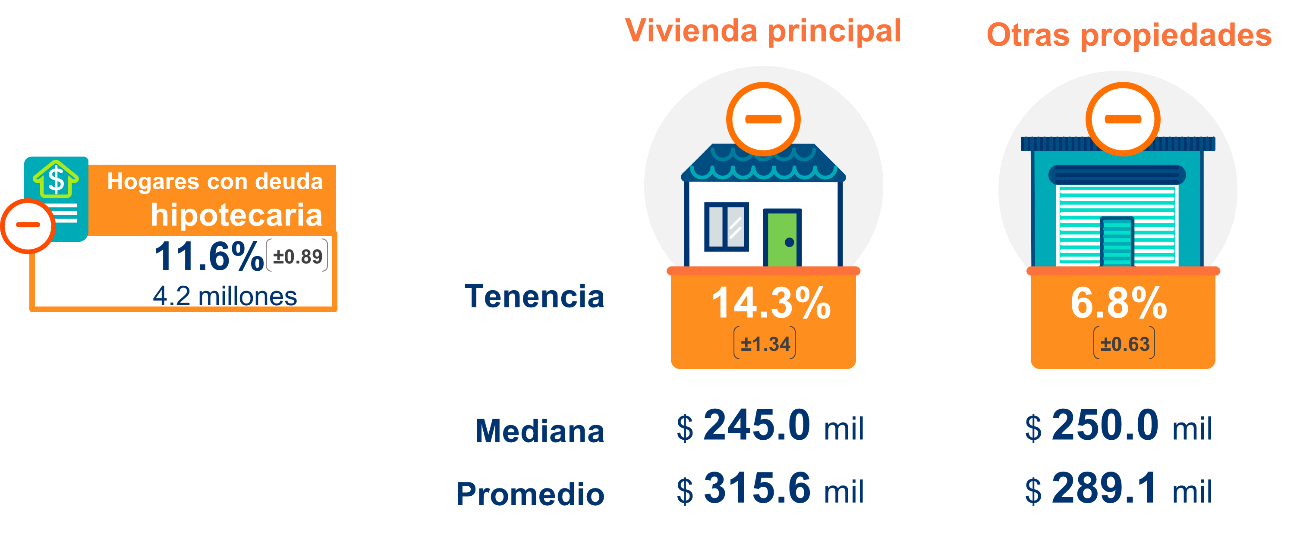 Hogares con deuda
hipotecaria
11.6% [±0.89]
4.2 millones
Vivienda principal
Otras propiedades
$
Tenencia
14.3%
[±1.34]
6.8%
[±0.63]
Mediana
$ 245.0 mil
$ 250.0 mil
Promedio
$ 315.6 mil
$ 289.1 mil